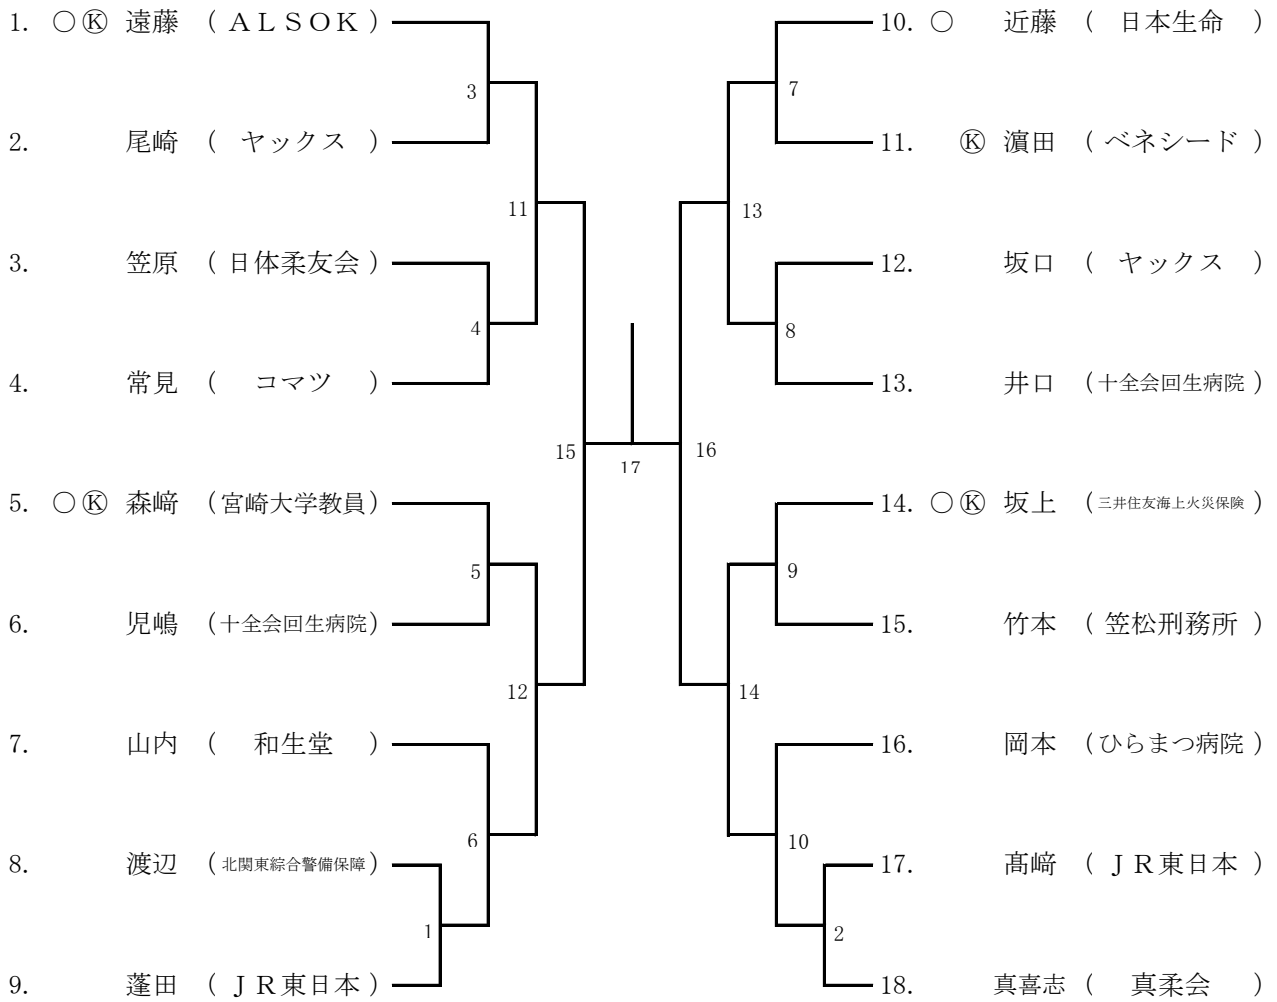 1. ○Ⓚ 遠藤 （ＡＬＳＯＫ）
3
2. 尾崎 （ ヤックス ）
11
3. 笠原 （日体柔友会）
4
4. 常見 （ コマツ ）
15
5. ○Ⓚ 森﨑 （宮崎大学教員）
5
6. 児嶋 （十全会回生病院）
12
7. 山内 （ 和生堂 ）
6
8. 渡辺 （北関東綜合警備保障）
1
9. 蓬田 （ＪＲ東日本）
17
10. ○ 近藤 （ 日本生命 ）
7
11. Ⓚ 濵田 （ベネシード）
13
12. 坂口 （ ヤックス ）
8
13. 井口 （十全会回生病院）
16
14. ○Ⓚ 坂上 （三井住友海上火災保険）
9
15. 竹本 （笠松刑務所）
14
16. 岡本 （ひらまつ病院）
10
17. 髙﨑 （ＪＲ東日本）
2
18. 真喜志 （ 真柔会 ）